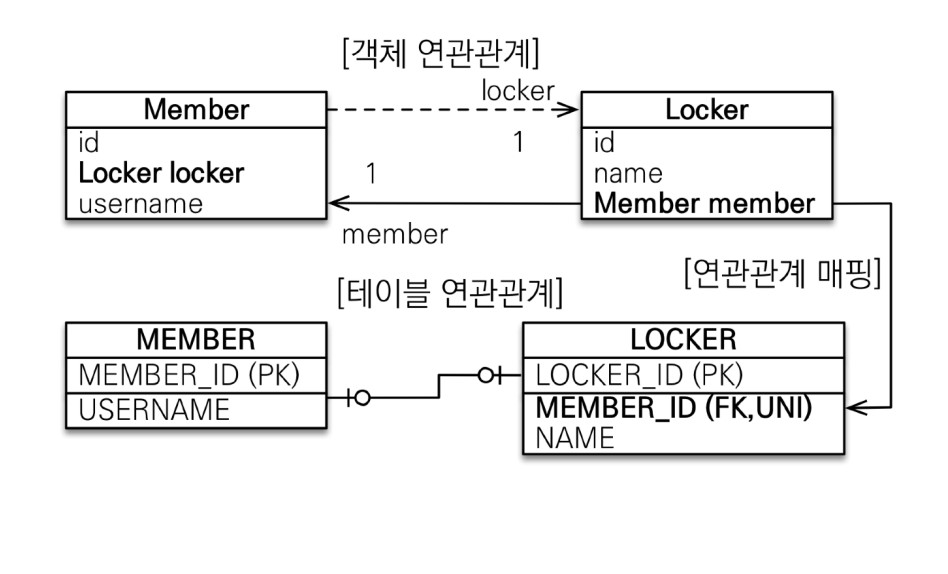 [객체 연관관계]
locker
Member
Locker
id
Locker locker
username
1
1
id
name
Member member
member
[연관관계 매핑]
[테이블 연관관계]
MEMBER
MEMBER_ID (PK)
USERNAME
LOCKER
LOCKER_ID (PK)
MEMBER_ID (FK,UNI)
NAME